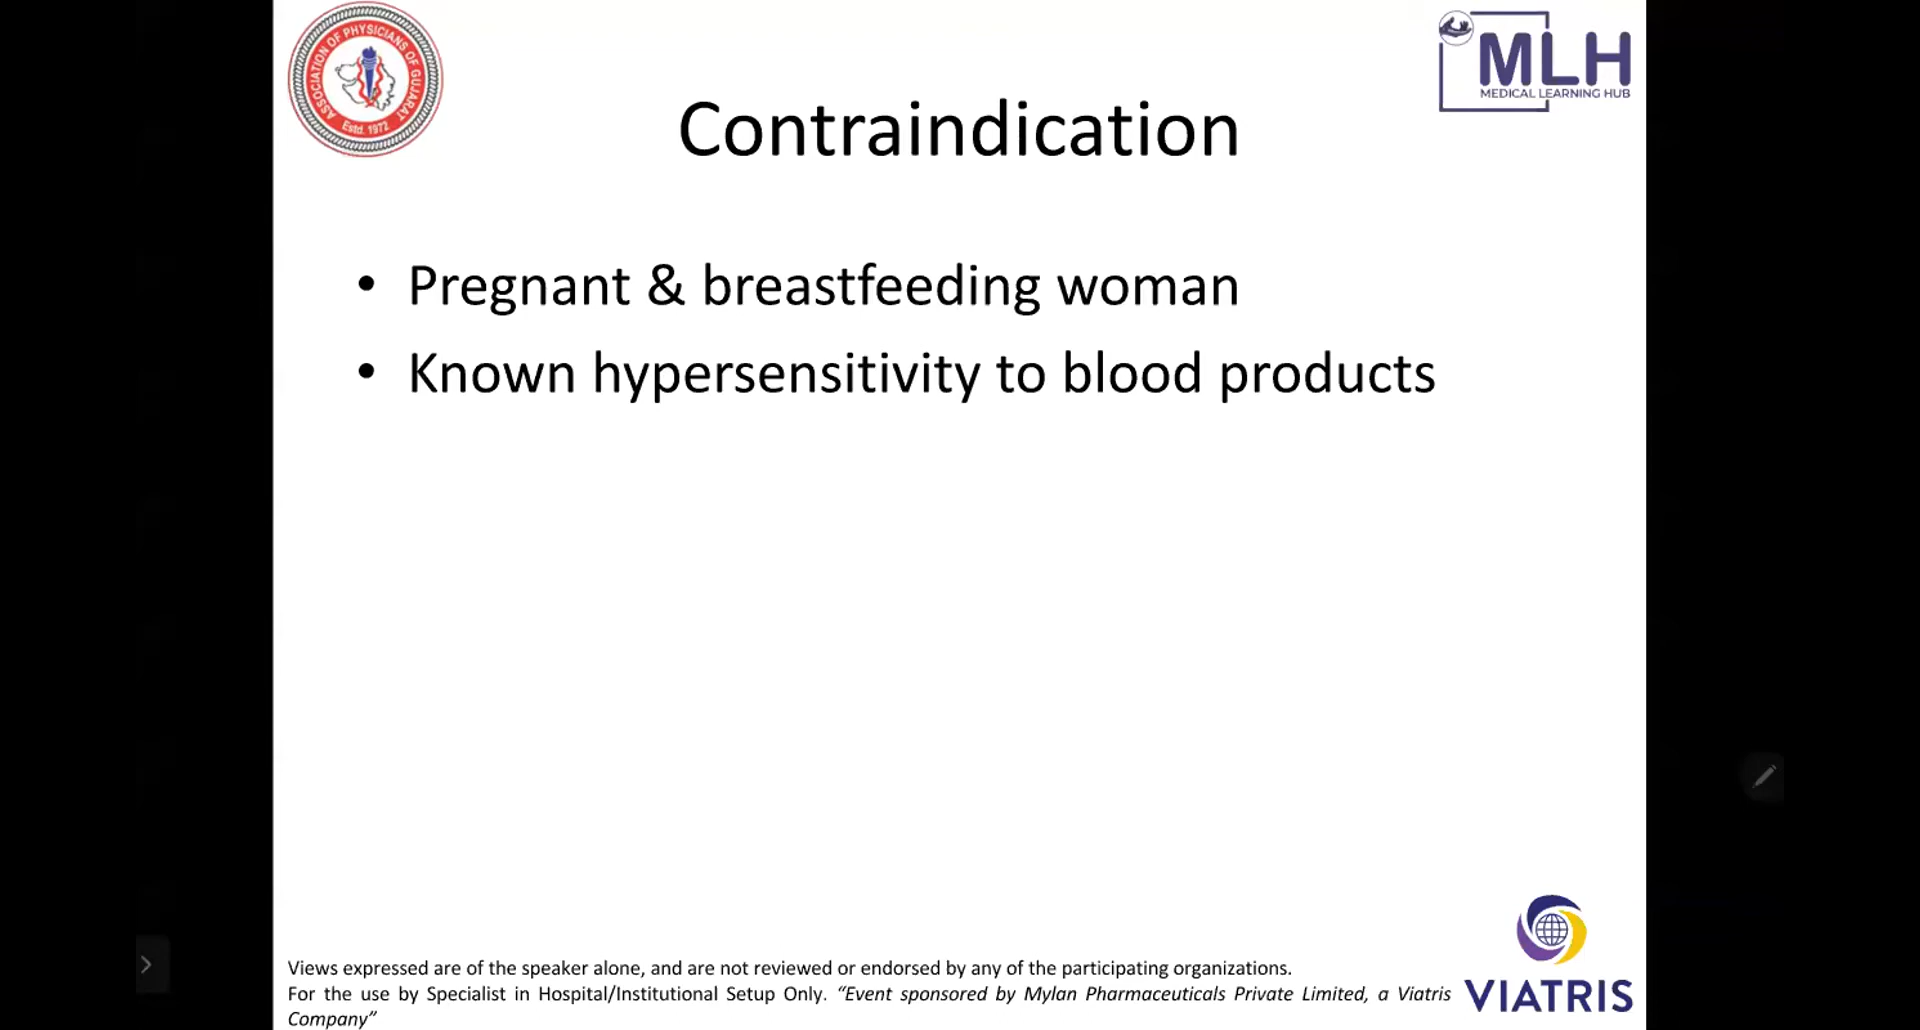 ASSOCIATION OF PHYSICIANS OF GUJARAT
Estd. 1972
MLH
MEDICAL LEARNING HUB
Contraindication
• Pregnant & breastfeeding woman
• Known hypersensitivity to blood products
Views expressed are of the speaker alone, and are not reviewed or endorsed by any of the participating organizations.
For the use by Specialist in Hospital/Institutional Setup Only. “Event sponsored by Mylan Pharmaceuticals Private Limited, a Viatris
Company”
VIATRIS